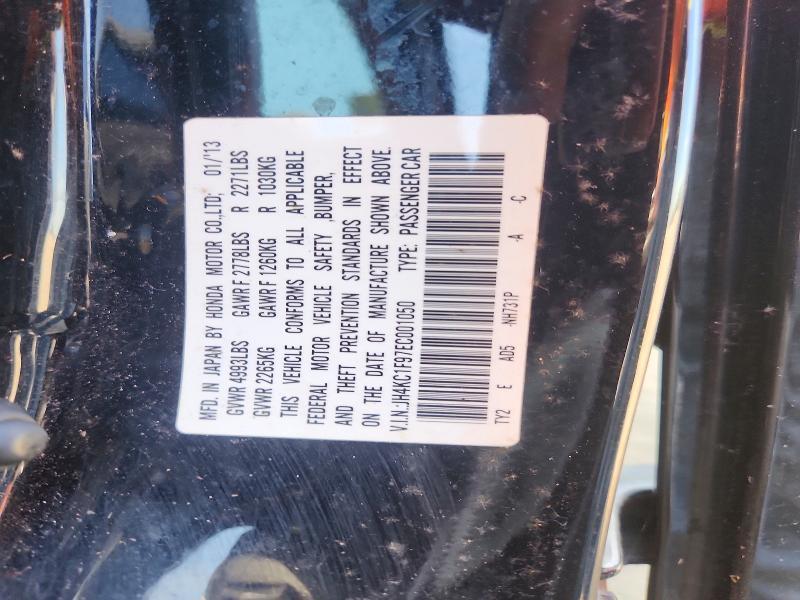 MFD. IN JAPAN BY HONDA MOTOR CO.,LTD; 01/'13
GVWR 4993LBS GAWR F 2778LBS R 2271LBS
GVWR 2265KG GAWR F 1260KG R 1030KG
THIS VEHICLE CONFORMS TO ALL APPLICABLE
FEDERAL MOTOR VEHICLE SAFETY ,BUMPER,
AND THEFT PREVENTION STANDARDS IN EFFECT
ON THE DATE OF MANUFACTURE SHOWN ABOVE.
V.I.N.:JH4KC1F97EC001050 TYPE: PASSENGER CAR
TY2 E AD5 -NH731P -A -C